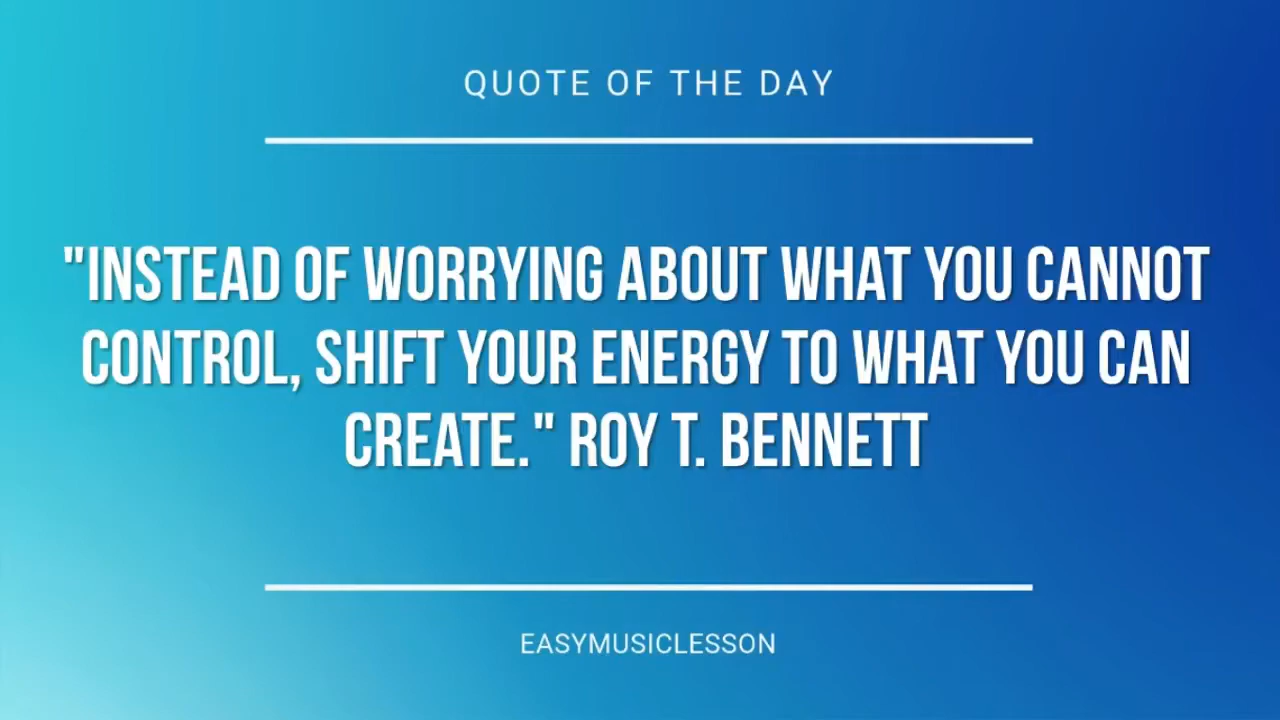 QUOTE OF THE DAY
"INSTEAD OF WORRYING ABOUT WHAT YOU CANNOT
CONTROL, SHIFT YOUR ENERGY TO WHAT YOU CAN
CREATE." ROY T. BENNETT
EASYMUSICLESSON